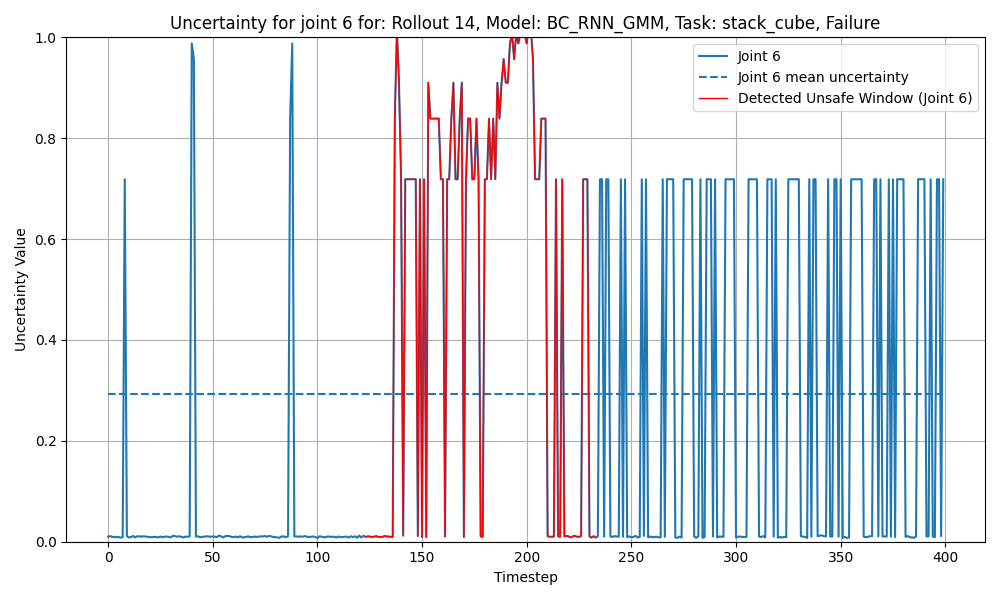 Uncertainty for joint 6 for: Rollout 14, Model: BC_RNN_GMM, Task: stack_cube, Failure
Joint 6
Joint 6 mean uncertainty
Detected Unsafe Window (Joint 6)
Uncertainty Value
1.0
0.8
0.6
0.4
0.2
0.0
0 50 100 150 200 250 300 350 400
Timestep